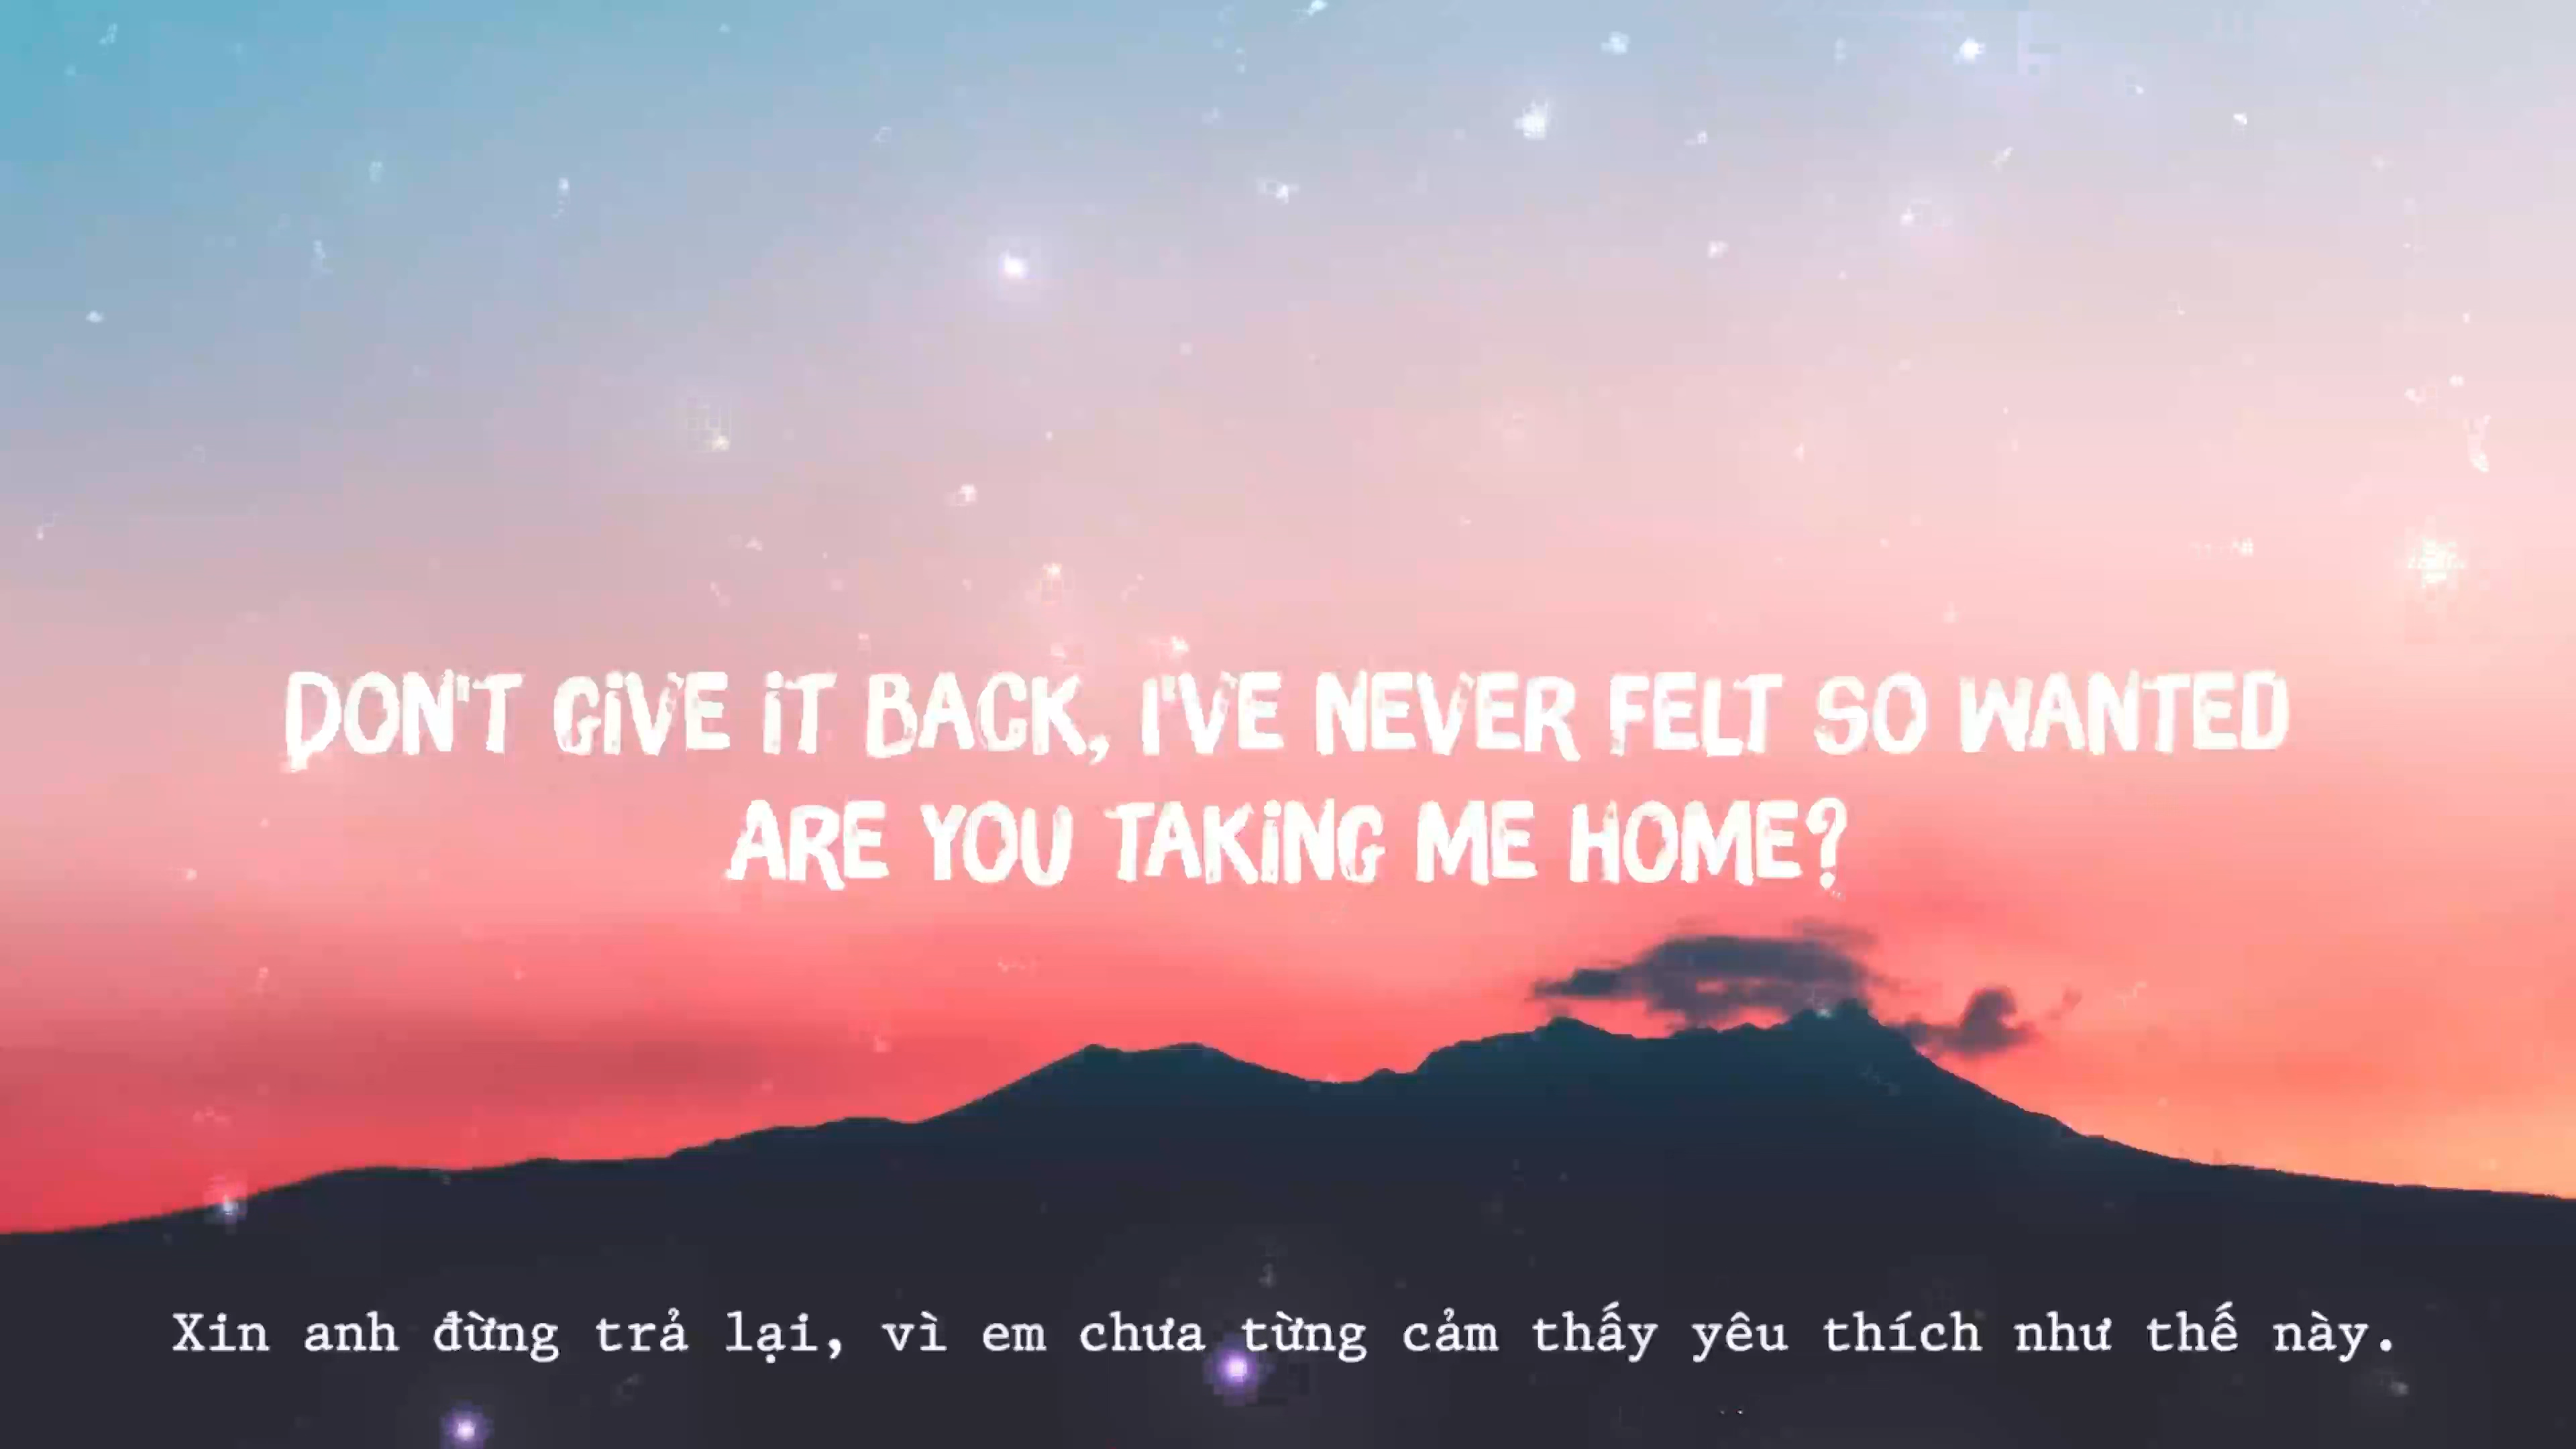 DON'T GiVE iT BACK, I'VE NEVER FELT SO WANTED
ARE YOU TAKiNG ME HOME?
Xin anh đừng trả lại, vì em chưa từng cảm thấy yêu thích như thế này.